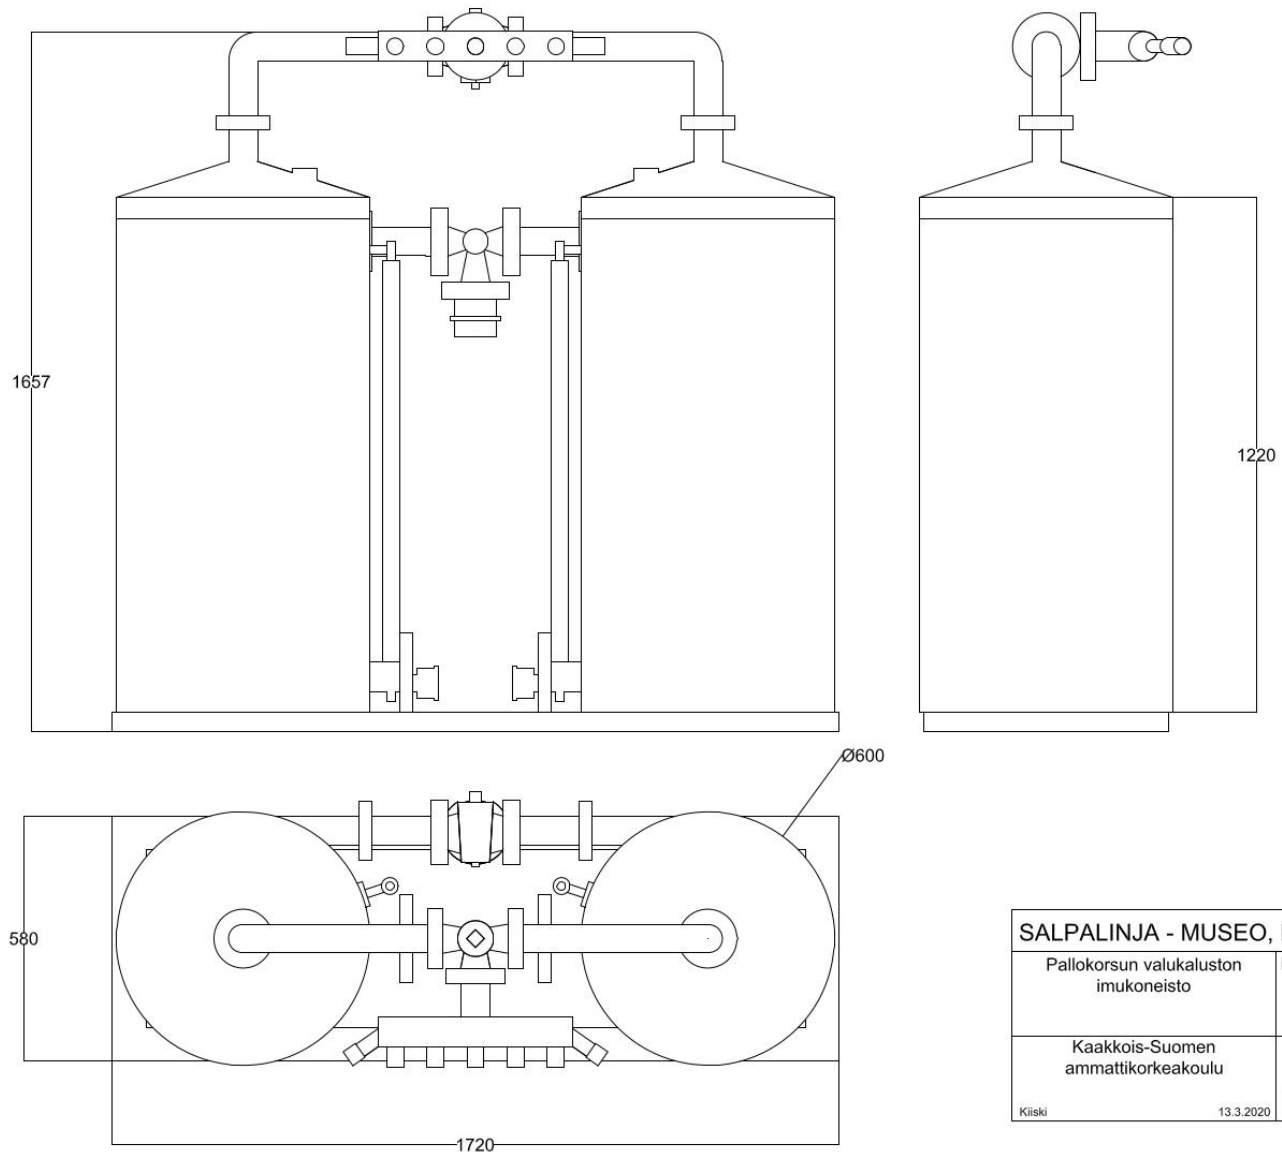 1657
1220
Ø600
580
1720
SALPALINJA - MUSEO,
Pallokorsun valukaluston
imukoneisto
Kaakkois-Suomen
ammattikorkeakoulu
Kiiski 13.3.2020